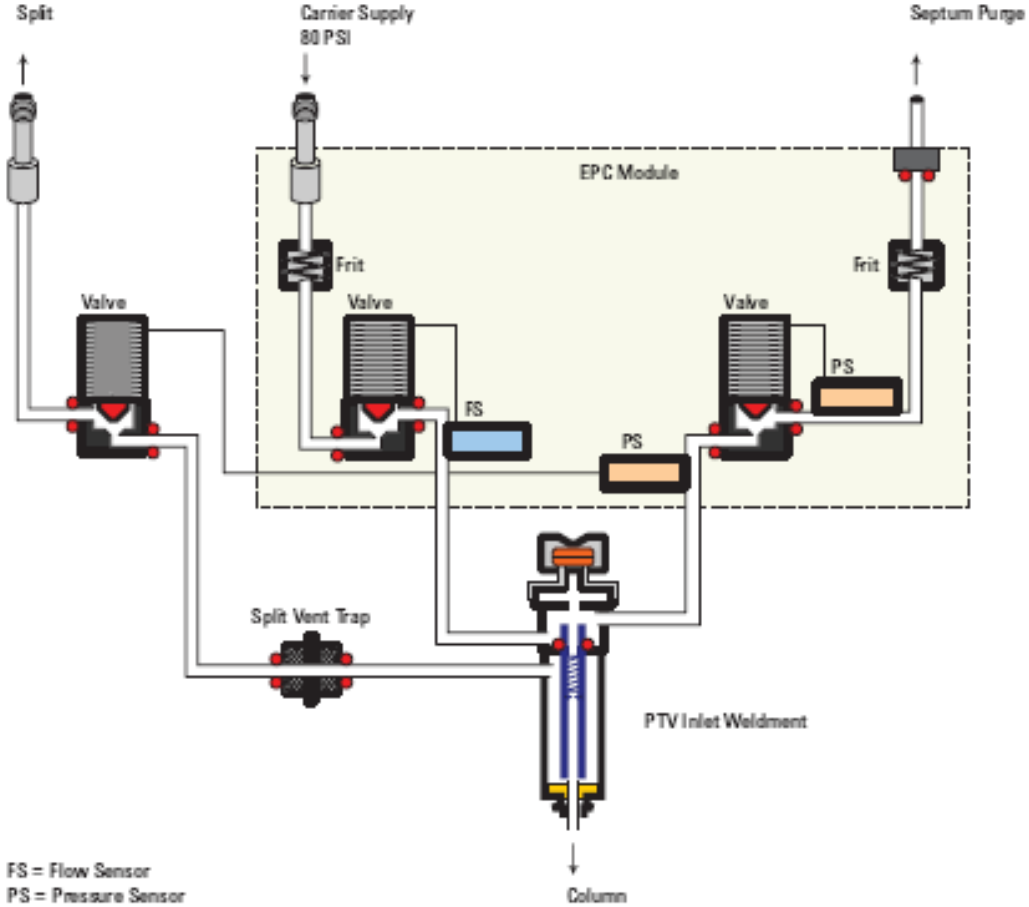 Split
Carrier Supply
80 PSI
Septum Purge
EPC Module
Frit
Frit
Valve
Valve
Valve
PS
FS
PS
Split Vent Trap
PTV Inlet Weldment
FS = Flow Sensor
PS = Pressure Sensor
Column